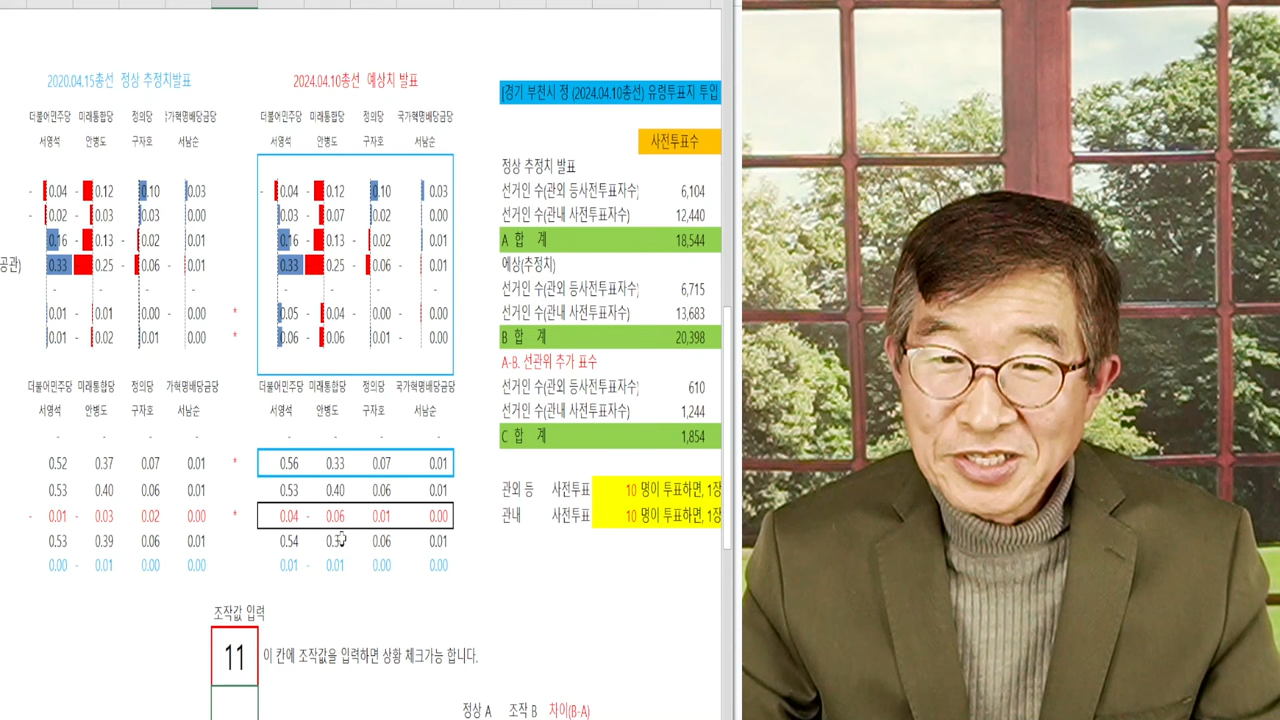 2020.04.15총선 정상 추정치발표 2024.04.10총선 예상치 발표
[경기 부천시 정 (2024.04.10총선) 유령투표지 투입
더불어민주당 미래통합당 정의당 가혁명배당금당 더불어민주당 미래통합당 정의당 국가혁명배당금당
서영석 안병도 구자호 서남순 서영석 안병도 구자호 서남순
사전투표수
정상 추정치 발표
- 0.04 - 0.12 0.10 0.03 - 0.04 - 0.12 0.10 0.03 선거인 수(관외 등사전투표자수) 6,104
- 0.02 - 0.03 0.03 0.00 0.03 - 0.07 0.02 0.00 선거인 수(관내 사전투표자수) 12,440
0.16 - 0.13 - 0.02 0.01 0.16 - 0.13 - 0.02 0.01 A 합 계 18,544
공관) 0.33 - 0.25 - 0.06 - 0.01 0.33 - 0.25 - 0.06 - 0.01 예상(추정치)
- - - - - - - - 선거인 수(관외 등사전투표자수) 6,715
0.01 - 0.01 - 0.00 - 0.00 * 0.05 - 0.04 - 0.00 - 0.00 선거인 수(관내 사전투표자수) 13,683
0.01 - 0.02 0.01 0.00 * 0.06 - 0.06 0.01 0.00 B 합 계 20,398
A-B. 선관위 추가 표수
더불어민주당 미래통합당 정의당 가혁명배당금당 더불어민주당 미래통합당 정의당 국가혁명배당금당 선거인 수(관외 등사전투표자수) 610
서영석 안병도 구자호 서남순 서영석 안병도 구자호 서남순 선거인 수(관내 사전투표자수) 1,244
- - - - - - - - C 합 계 1,854
0.52 0.37 0.07 0.01 * 0.56 0.33 0.07 0.01
0.53 0.40 0.06 0.01 0.53 0.40 0.06 0.01 관외 등 사전투표 10 명이 투표하면, 1장
- 0.01 - 0.03 0.02 0.00 * 0.04 - 0.06 0.01 0.00 관내 사전투표 10 명이 투표하면, 1장
0.53 0.39 0.06 0.01 0.54 0.06 0.01
0.00 - 0.01 0.00 0.00 0.01 - 0.01 0.00 0.00
조작값 입력
11 이 칸에 조작값을 입력하면 상황 체크가능 합니다.
정상 A 조작 B 차이(B-A)